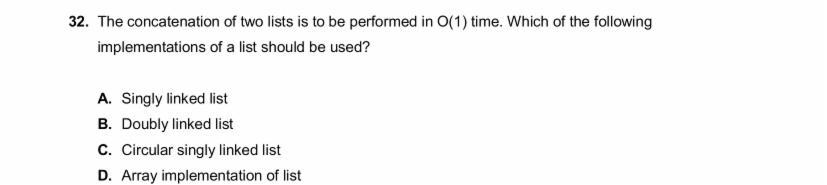 32. The concatenation of two lists is to be performed in O(1) time. Which of the following
implementations of a list should be used?
A. Singly linked list
B. Doubly linked list
C. Circular singly linked list
D. Array implementation of list